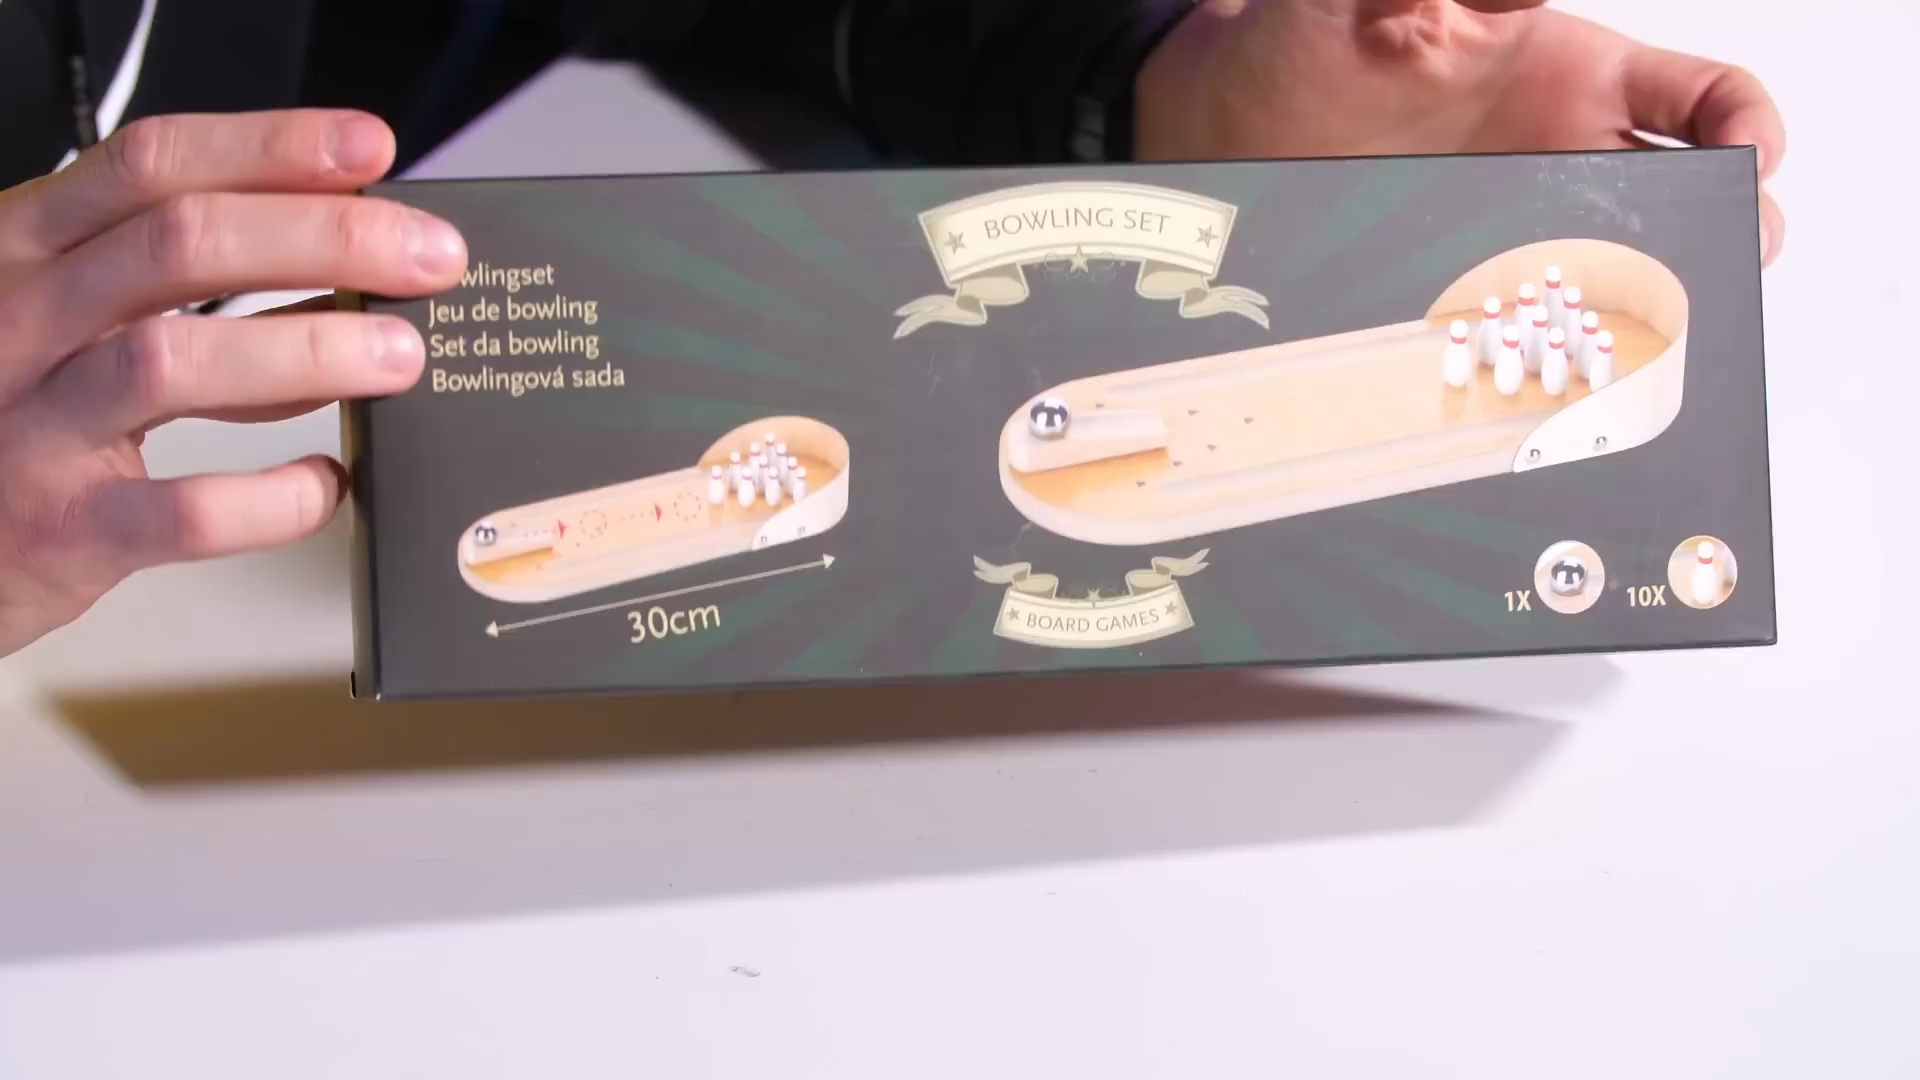 BOWLING SET
wlingset
Jeu de bowling
Set da bowling
Bowlingová sada
30cm
BOARD GAMES
1X
10X